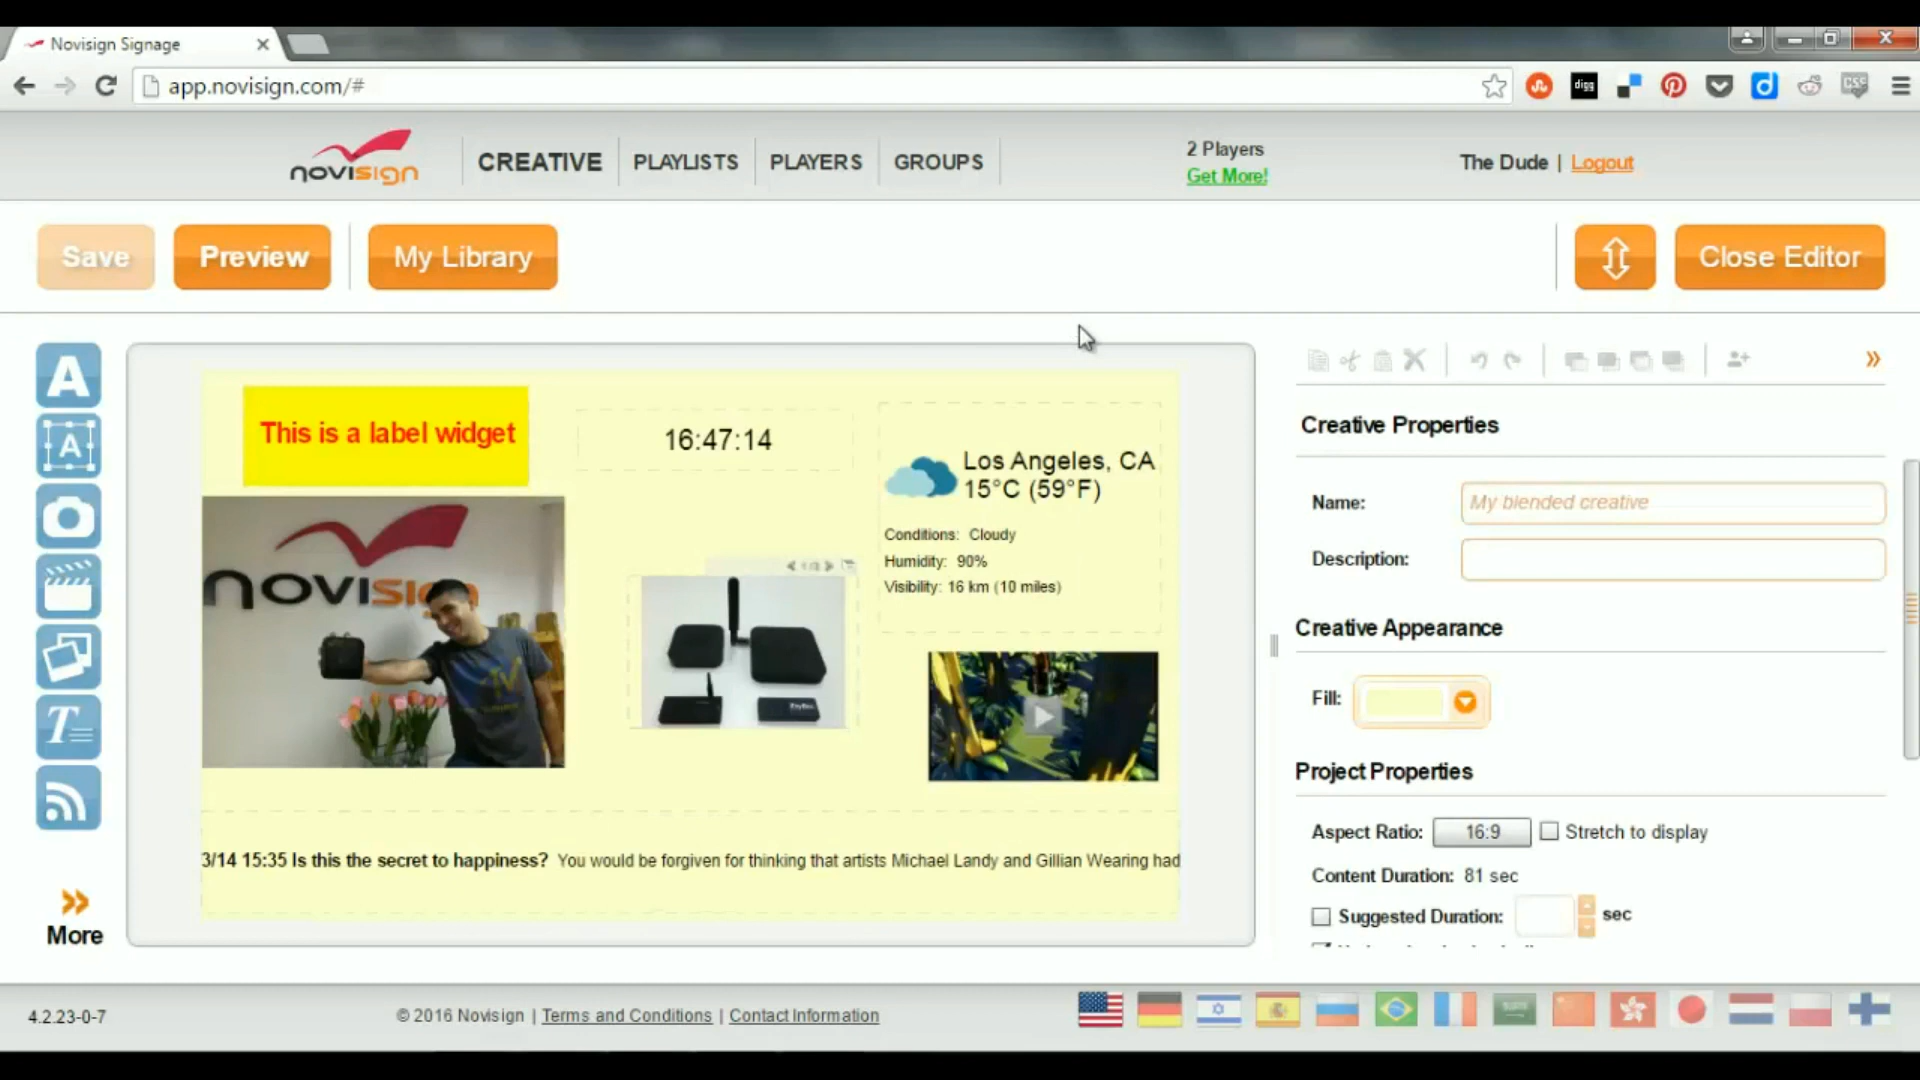 Novisign Signage
app.novisign.com/#
digg
CSS
novisign
CREATIVE
PLAYLISTS
PLAYERS
GROUPS
2 Players
Get More!
The Dude | Logout
Save
Preview
My Library
Close Editor
A
A
T
More
This is a label widget
16:47:14
Los Angeles, CA
15°C (59°F)
Conditions: Cloudy
Humidity: 90%
Visibility: 16 km (10 miles)
NOVISIG
3/14 15:35 Is this the secret to happiness? You would be forgiven for thinking that artists Michael Landy and Gillian Wearing had
Creative Properties
Name: My blended creative
Description:
Creative Appearance
Fill:
Project Properties
Aspect Ratio: 16:9 Stretch to display
Content Duration: 81 sec
Suggested Duration: sec
4.2.23-0-7
© 2016 Novisign | Terms and Conditions | Contact Information